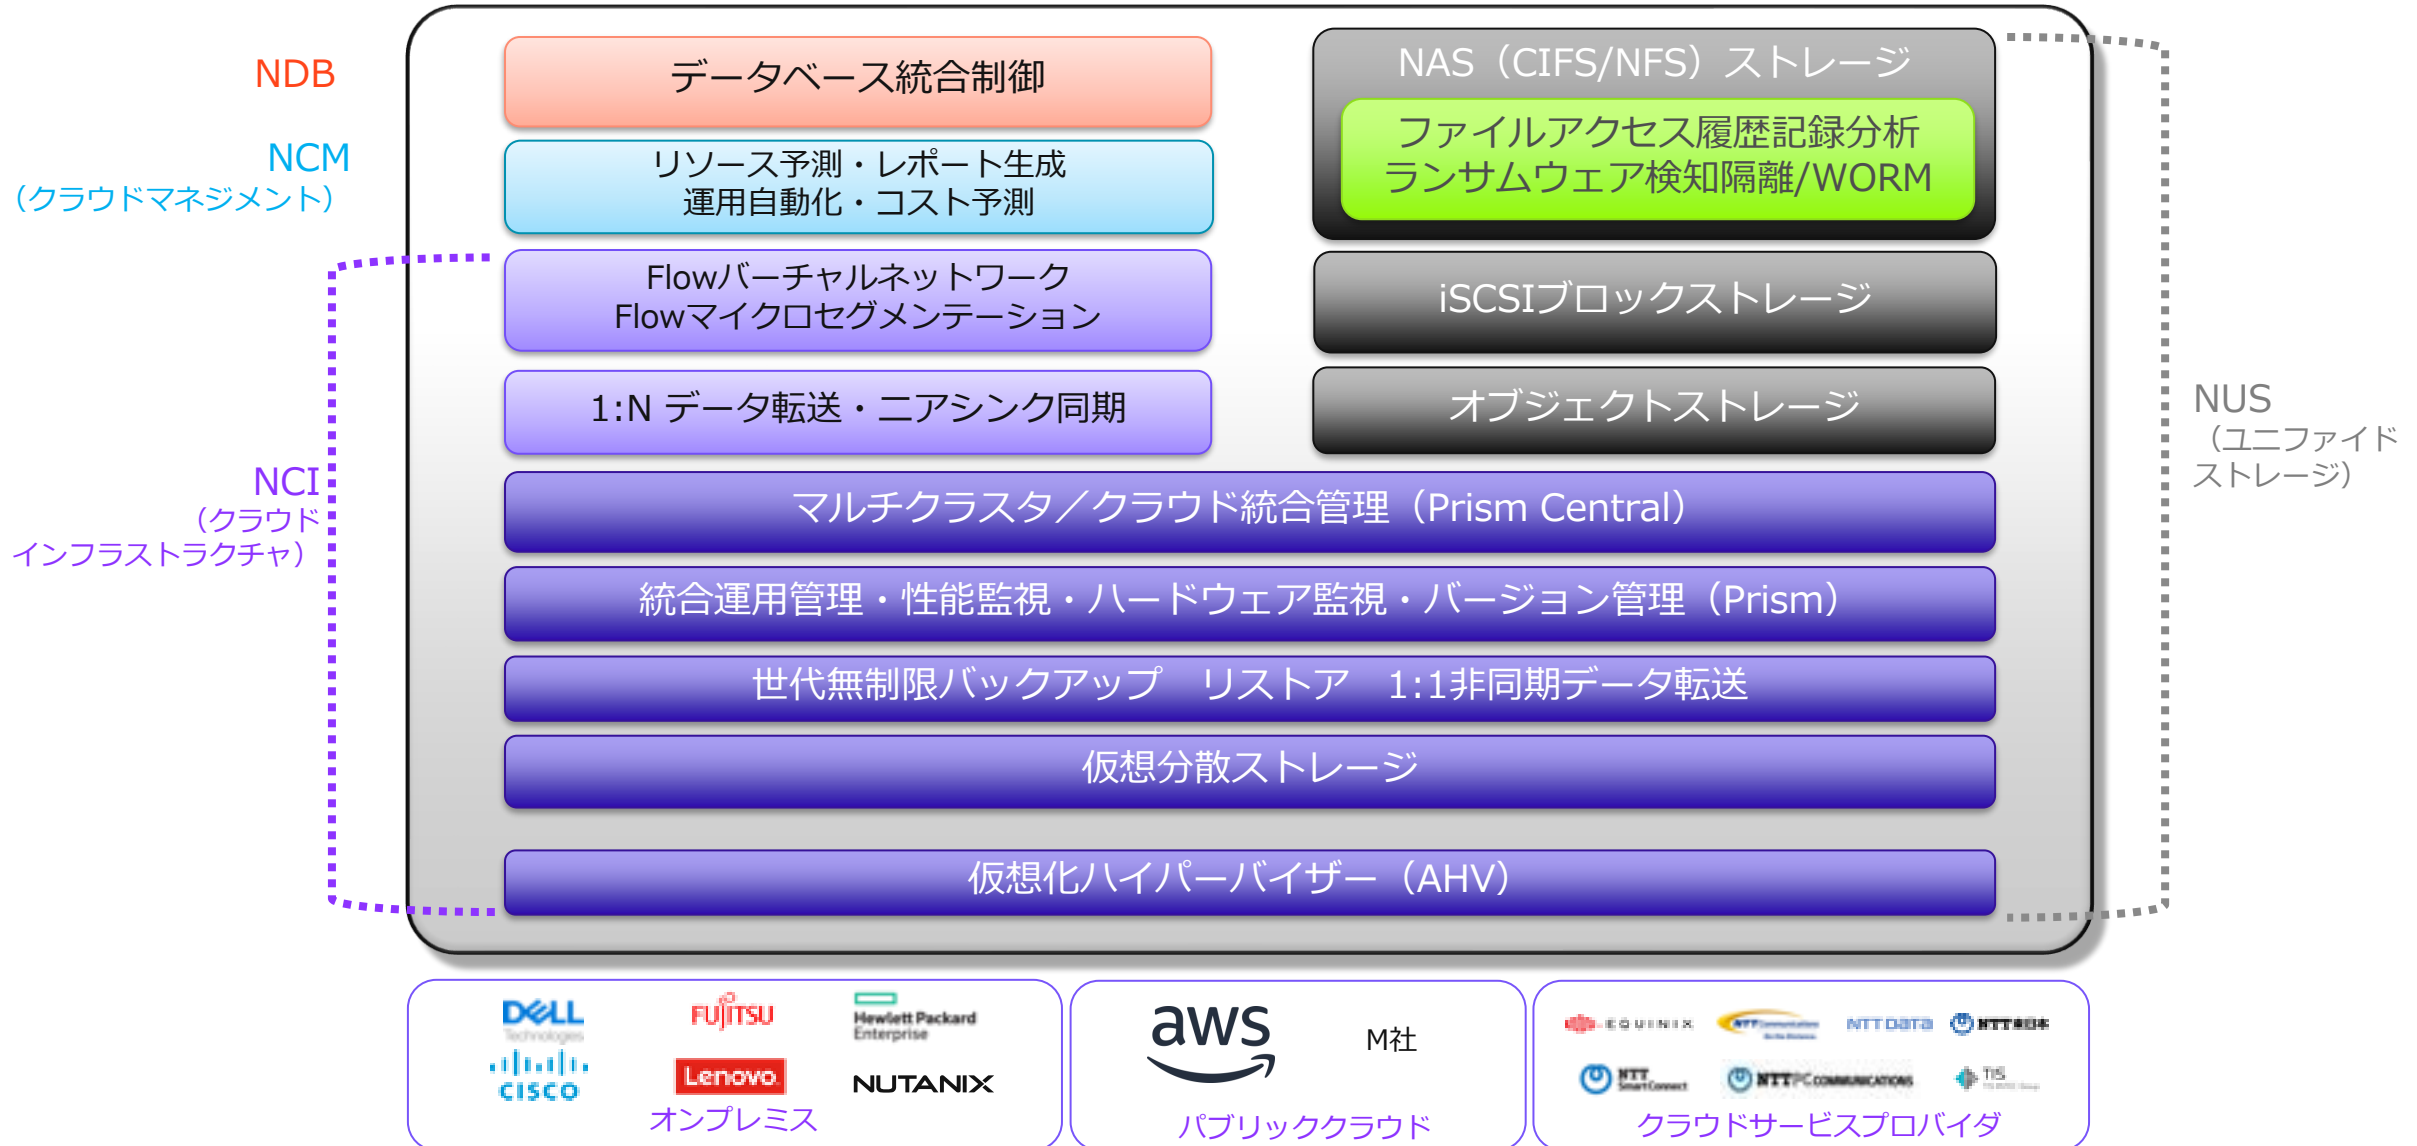 NDB
データベース統合制御
NCM
（クラウドマネジメント）
リソース予測・レポート生成
運用自動化・コスト予測
Flowバーチャルネットワーク
Flowマイクロセグメンテーション
1:N データ転送・ニアシンク同期
NAS（CIFS/NFS）ストレージ
ファイルアクセス履歴記録分析
ランサムウェア検知隔離/WORM
iSCSIブロックストレージ
オブジェクトストレージ
NUS
（ユニファイド
ストレージ）
NCI
（クラウド
インフラストラクチャ）
マルチクラスタ／クラウド統合管理（Prism Central）
統合運用管理・性能監視・ハードウェア監視・バージョン管理（Prism）
世代無制限バックアップ　リストア　1:1非同期データ転送
仮想分散ストレージ
仮想化ハイパーバイザー（AHV）
DELL
Technologies
FUJITSU
Hewlett Packard
Enterprise
CISCO
Lenovo
NUTANIX
オンプレミス
aws
M社
パブリッククラウド
EQUINIX
NTT Communications
NTT DATA
NTT
NTT
SmartConnect
NTTPC COMMUNICATIONS
TIS
クラウドサービスプロバイダ